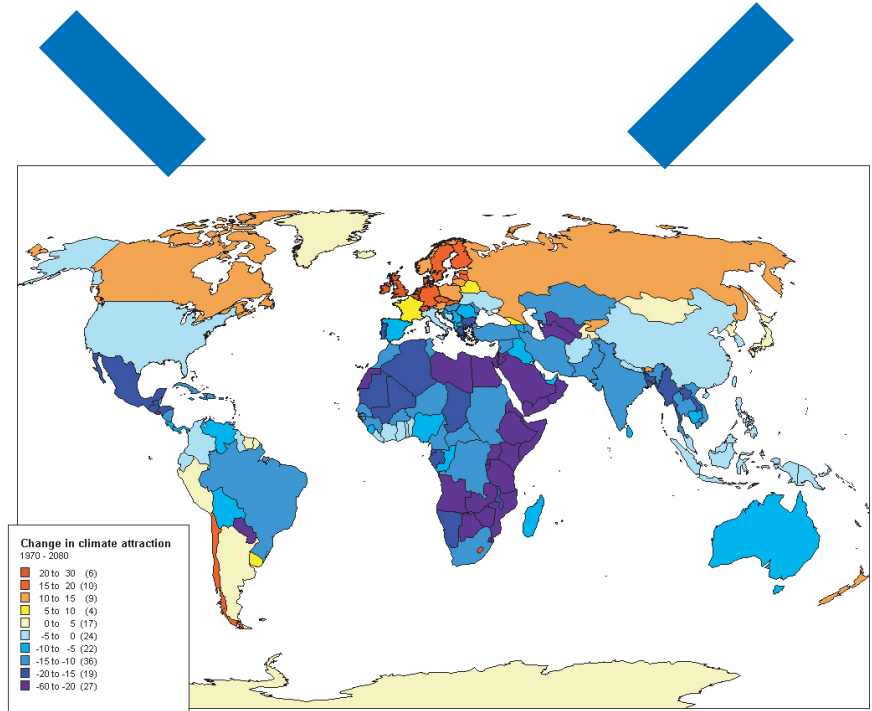 Change in climate attraction
1970 - 2080
20 to 30 (6)
15 to 20 (10)
10 to 15 (9)
5 to 10 (4)
0 to 5 (17)
-5 to 0 (24)
-10 to -5 (22)
-15 to -10 (36)
-20 to -15 (19)
-60 to -20 (27)